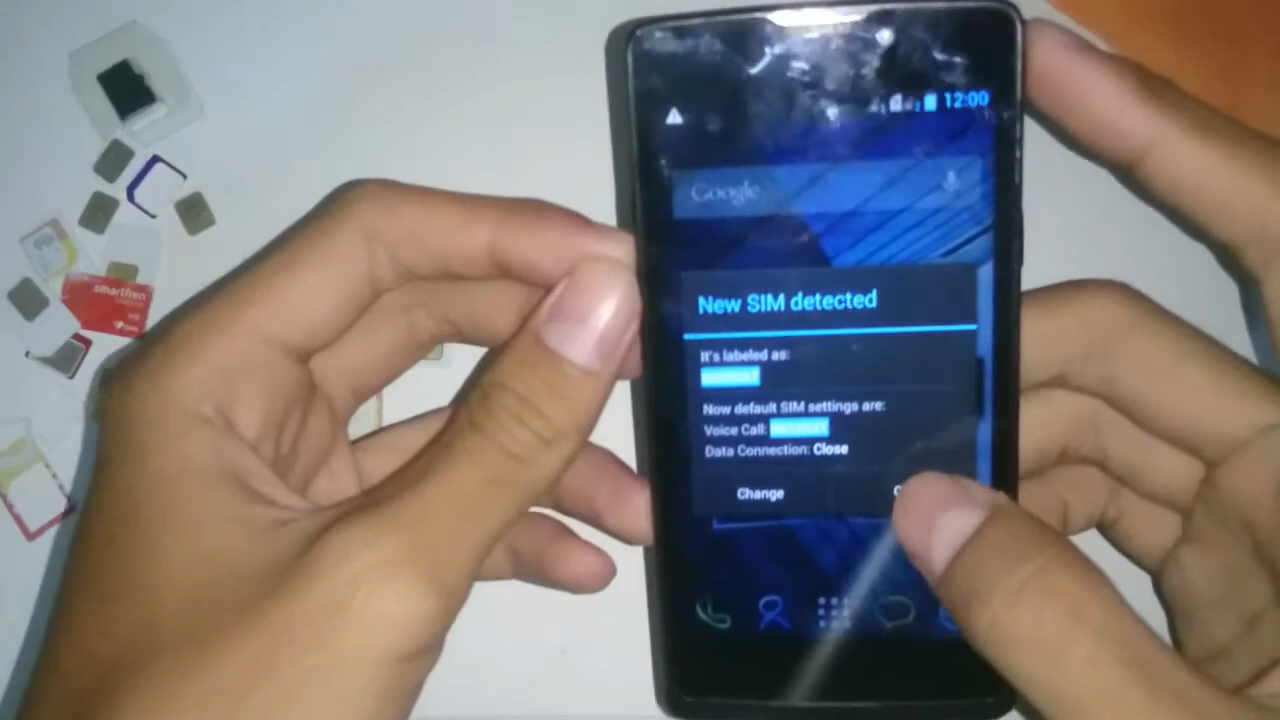 12:00
Google
New SIM detected
It's labeled as:
Now default SIM settings are:
Voice Call:
Data Connection: Close
Change
smartfren